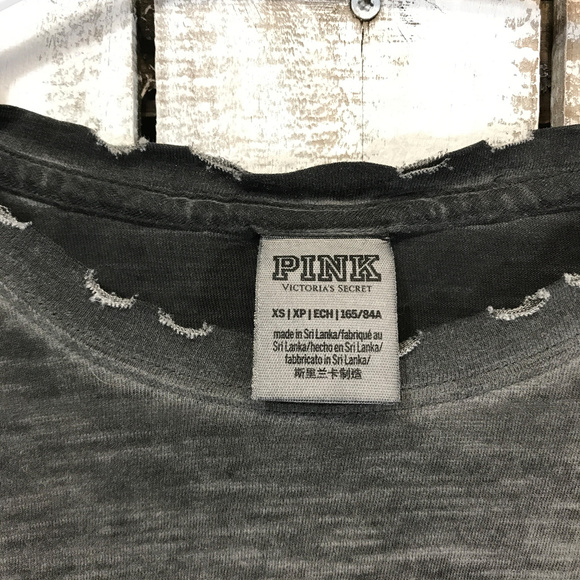 PINK
VICTORIA'S SECRET
XS | XP | ECH | 165/84A
made in Sri Lanka/fabriqué au
Sri Lanka/hecho en Sri Lanka/
fabbricato in Sri Lanka/
斯里兰卡制造